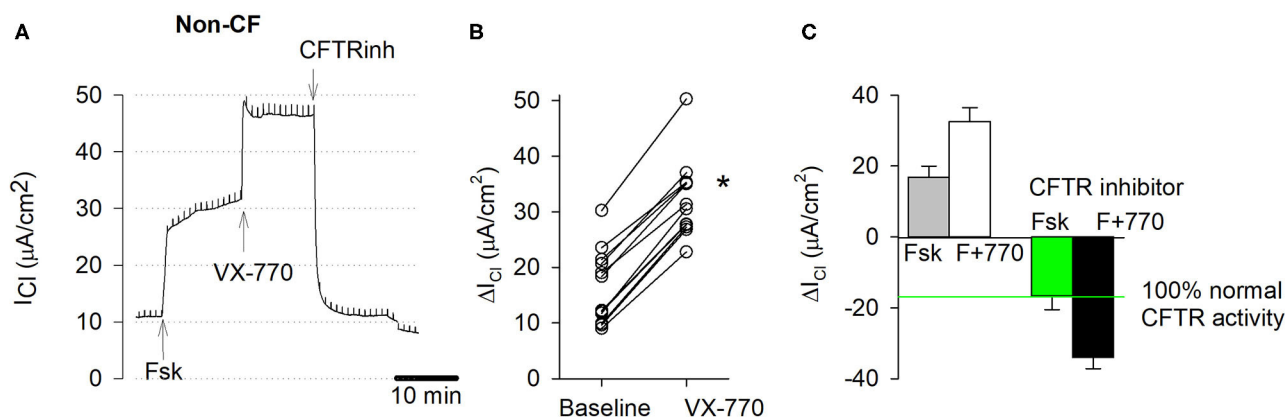 A
Non-CF
CFTRinh
50
40
30
20
10
0
ICl (μA/cm2)
VX-770
Fsk
10 min
B
50
40
30
20
10
0
ΔICl (μA/cm2)
*
Baseline VX-770
C
40
20
0
-20
-40
ΔICl (μA/cm2)
CFTR inhibitor
Fsk F+770
Fsk F+770
100% normal
CFTR activity